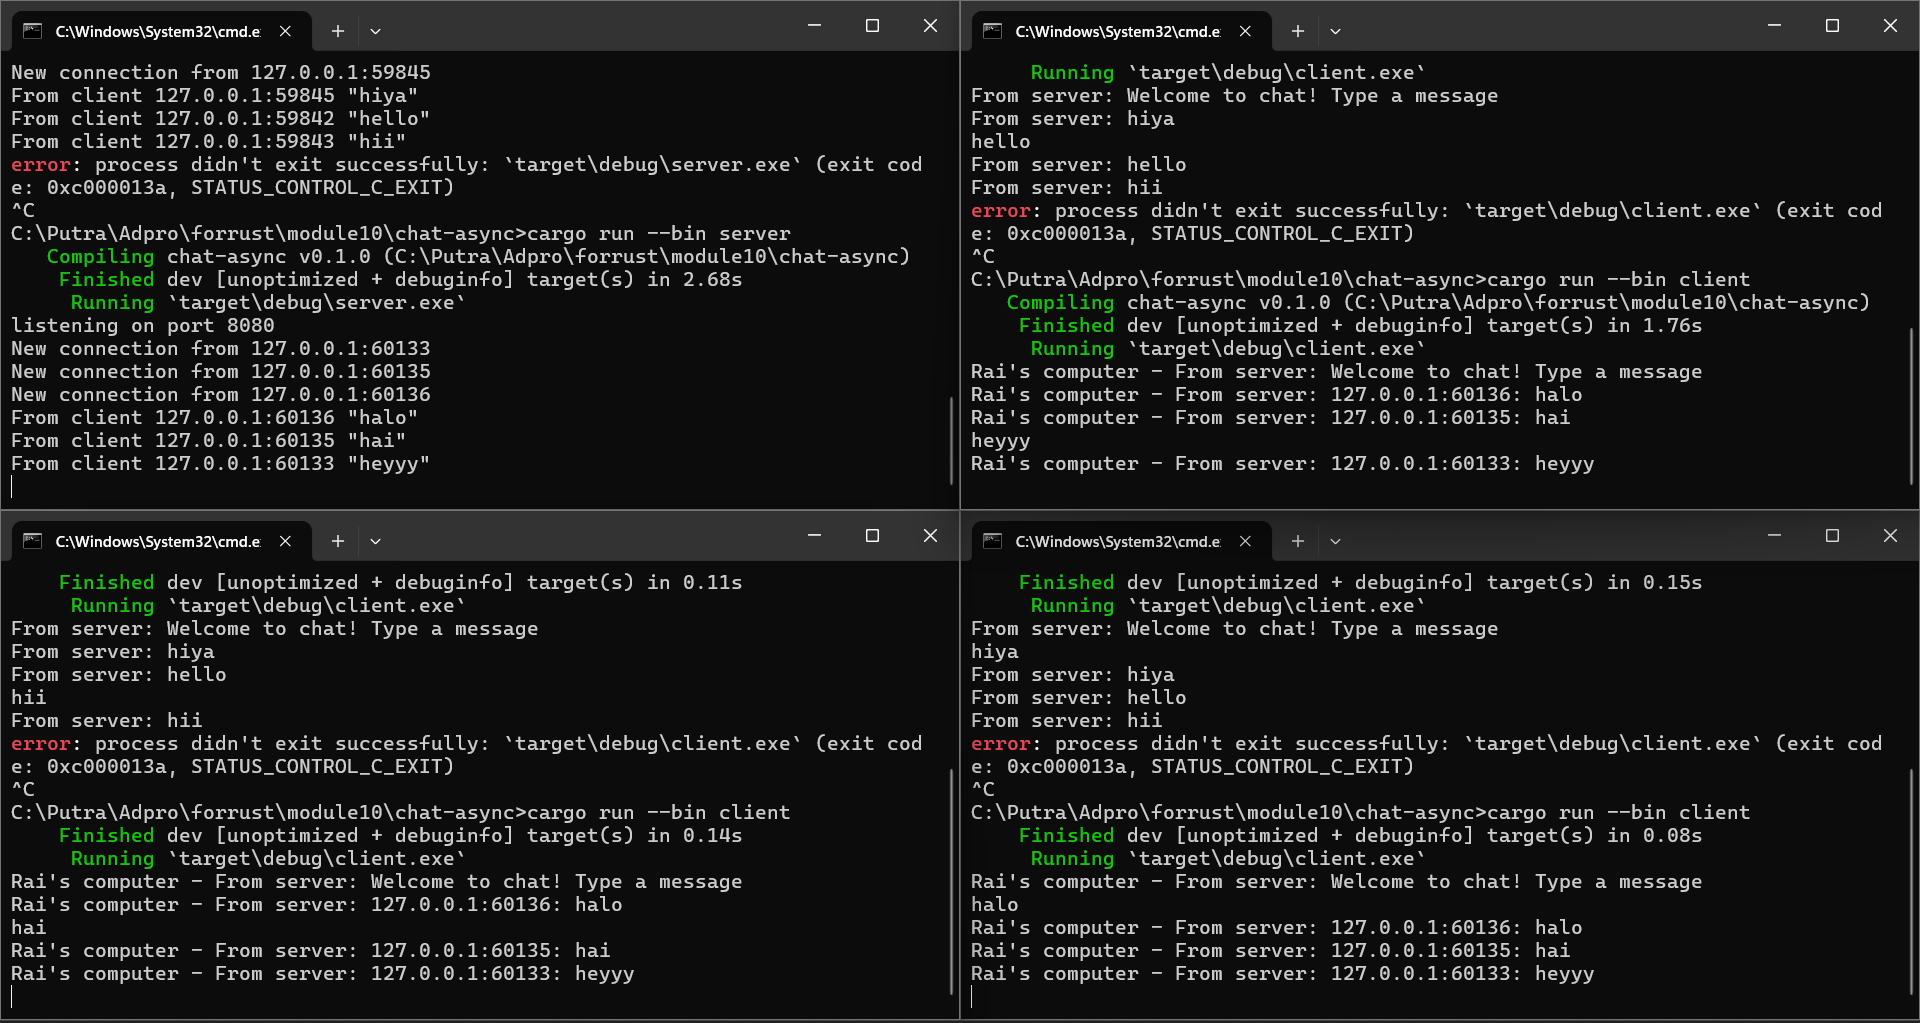 C:\Windows\System32\cmd.e
New connection from 127.0.0.1:59845
From client 127.0.0.1:59845 "hiya"
From client 127.0.0.1:59842 "hello"
From client 127.0.0.1:59843 "hii"
error: process didn't exit successfully: `target\debug\server.exe` (exit cod
e: 0xc000013a, STATUS_CONTROL_C_EXIT)
^C
C:\Putra\Adpro\forrust\module10\chat-async>cargo run --bin server
Compiling chat-async v0.1.0 (C:\Putra\Adpro\forrust\module10\chat-async)
Finished dev [unoptimized + debuginfo] target(s) in 2.68s
Running `target\debug\server.exe`
listening on port 8080
New connection from 127.0.0.1:60133
New connection from 127.0.0.1:60135
New connection from 127.0.0.1:60136
From client 127.0.0.1:60136 "halo"
From client 127.0.0.1:60135 "hai"
From client 127.0.0.1:60133 "heyyy"
C:\Windows\System32\cmd.e
Running `target\debug\client.exe`
From server: Welcome to chat! Type a message
From server: hiya
hello
From server: hello
From server: hii
error: process didn't exit successfully: `target\debug\client.exe` (exit cod
e: 0xc000013a, STATUS_CONTROL_C_EXIT)
^C
C:\Putra\Adpro\forrust\module10\chat-async>cargo run --bin client
Compiling chat-async v0.1.0 (C:\Putra\Adpro\forrust\module10\chat-async)
Finished dev [unoptimized + debuginfo] target(s) in 1.76s
Running `target\debug\client.exe`
Rai's computer - From server: Welcome to chat! Type a message
Rai's computer - From server: 127.0.0.1:60136: halo
Rai's computer - From server: 127.0.0.1:60135: hai
heyyy
Rai's computer - From server: 127.0.0.1:60133: heyyy
C:\Windows\System32\cmd.e
Finished dev [unoptimized + debuginfo] target(s) in 0.11s
Running `target\debug\client.exe`
From server: Welcome to chat! Type a message
From server: hiya
From server: hello
hii
From server: hii
error: process didn't exit successfully: `target\debug\client.exe` (exit cod
e: 0xc000013a, STATUS_CONTROL_C_EXIT)
^C
C:\Putra\Adpro\forrust\module10\chat-async>cargo run --bin client
Finished dev [unoptimized + debuginfo] target(s) in 0.14s
Running `target\debug\client.exe`
Rai's computer - From server: Welcome to chat! Type a message
Rai's computer - From server: 127.0.0.1:60136: halo
hai
Rai's computer - From server: 127.0.0.1:60135: hai
Rai's computer - From server: 127.0.0.1:60133: heyyy
C:\Windows\System32\cmd.e
Finished dev [unoptimized + debuginfo] target(s) in 0.15s
Running `target\debug\client.exe`
From server: Welcome to chat! Type a message
hiya
From server: hiya
From server: hello
From server: hii
error: process didn't exit successfully: `target\debug\client.exe` (exit cod
e: 0xc000013a, STATUS_CONTROL_C_EXIT)
^C
C:\Putra\Adpro\forrust\module10\chat-async>cargo run --bin client
Finished dev [unoptimized + debuginfo] target(s) in 0.08s
Running `target\debug\client.exe`
Rai's computer - From server: Welcome to chat! Type a message
halo
Rai's computer - From server: 127.0.0.1:60136: halo
Rai's computer - From server: 127.0.0.1:60135: hai
Rai's computer - From server: 127.0.0.1:60133: heyyy